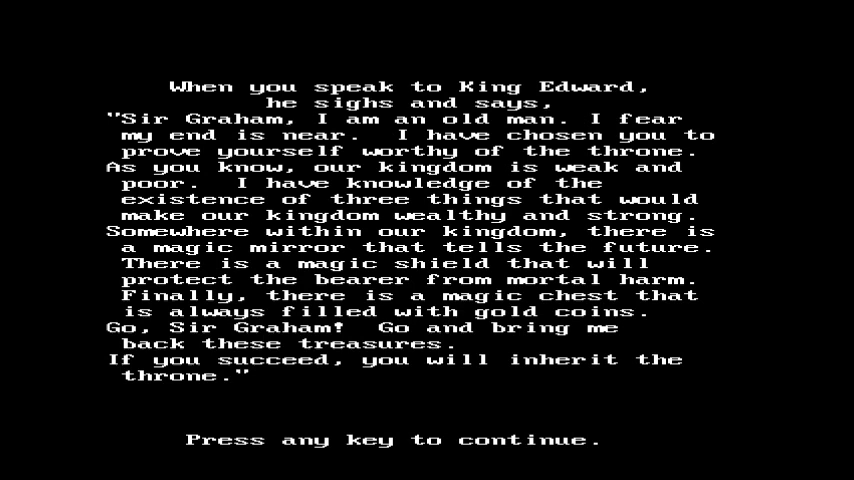 When you speak to King Edward,
he sighs and says,
"Sir Graham, I am an old man. I fear
my end is near.  I have chosen you to
prove yourself worthy of the throne.
As you know, our kingdom is weak and
poor.  I have knowledge of the
existence of three things that would
make our kingdom wealthy and strong.
Somewhere within our kingdom, there is
a magic mirror that tells the future.
There is a magic shield that will
protect the bearer from mortal harm.
Finally, there is a magic chest that
is always filled with gold coins.
Go, Sir Graham!  Go and bring me
back these treasures.
If you succeed, you will inherit the
throne."
Press any key to continue.